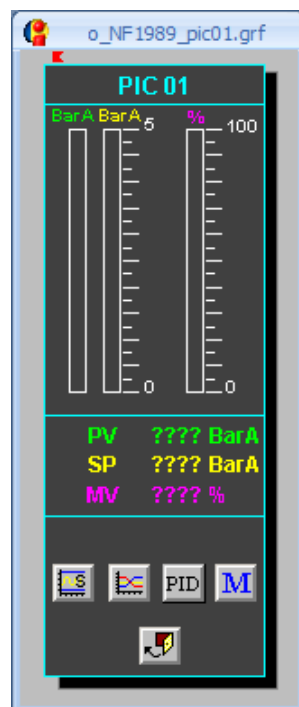 o_NF1989_pic01.grf
PIC 01
BarA BarA 5 % 100
0 0
PV ???? BarA
SP ???? BarA
MV ???? %
S PID M